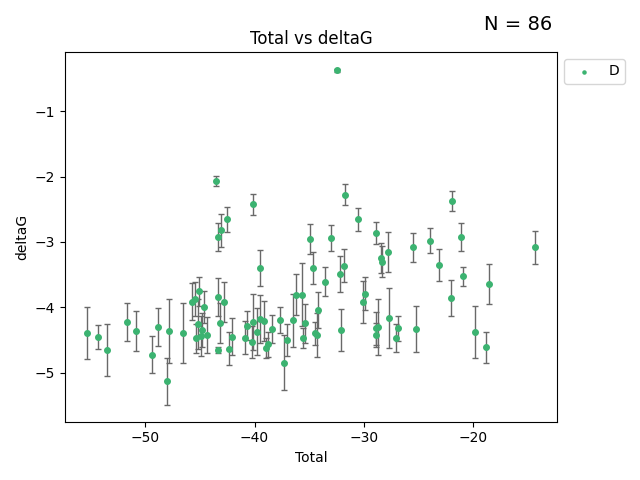 N = 86
Total vs deltaG
D
−1
−2
−3
−4
−5
deltaG
−50
−40
−30
−20
Total